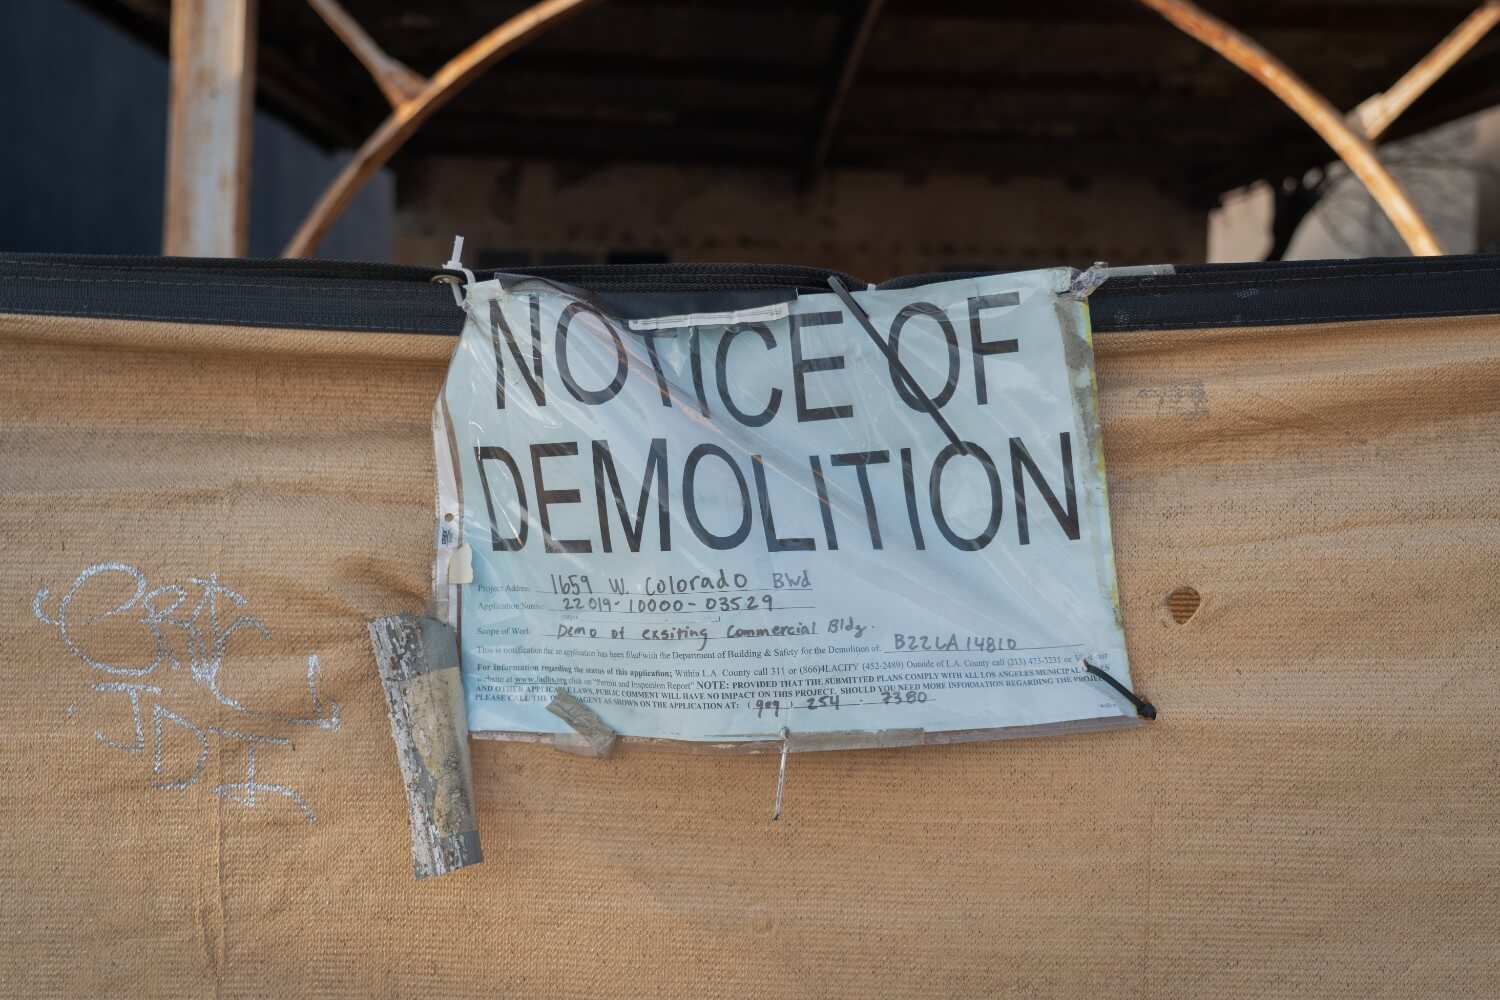 NOTICE OF
DEMOLITION
Project Address: 1659 W. Colorado Blvd
Application Number: 22019-10000-03529
Scope of Work: Demo of exsiting Commercial Bldg.
This is notification that an application has been filed with the Department of Building & Safety for the Demolition of: B22LA14810
For Information regarding the status of this application; Within L.A. County call 311 or (866)4LACITY (452-2489) Outside of L.A. County call (213) 473-3231 or Visit our
website at www.ladbs.org click on "Permit and Inspection Report" NOTE: PROVIDED THAT THE SUBMITTED PLANS COMPLY WITH ALL LOS ANGELES MUNICIPAL
AND OTHER APPLICABLE LAWS, PUBLIC COMMENT WILL HAVE NO IMPACT ON THIS PROJECT. SHOULD YOU NEED MORE INFORMATION REGARDING THE PROJECT
PLEASE CALL THE AGENT AS SHOWN ON THE APPLICATION AT: (909) 254 - 7380